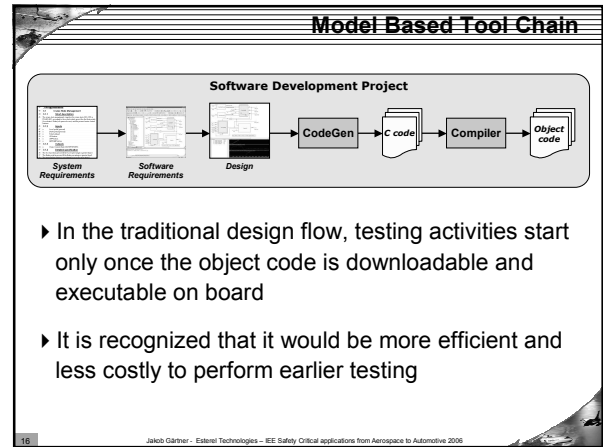 Model Based Tool Chain
Software Development Project
System
Requirements
Software
Requirements
Design
CodeGen
C code
Compiler
Object
code
In the traditional design flow, testing activities start
only once the object code is downloadable and
executable on board
It is recognized that it would be more efficient and
less costly to perform earlier testing
16
Jakob Gärtner - Esterel Technologies – IEE Safety Critical applications from Aerospace to Automotive 2006